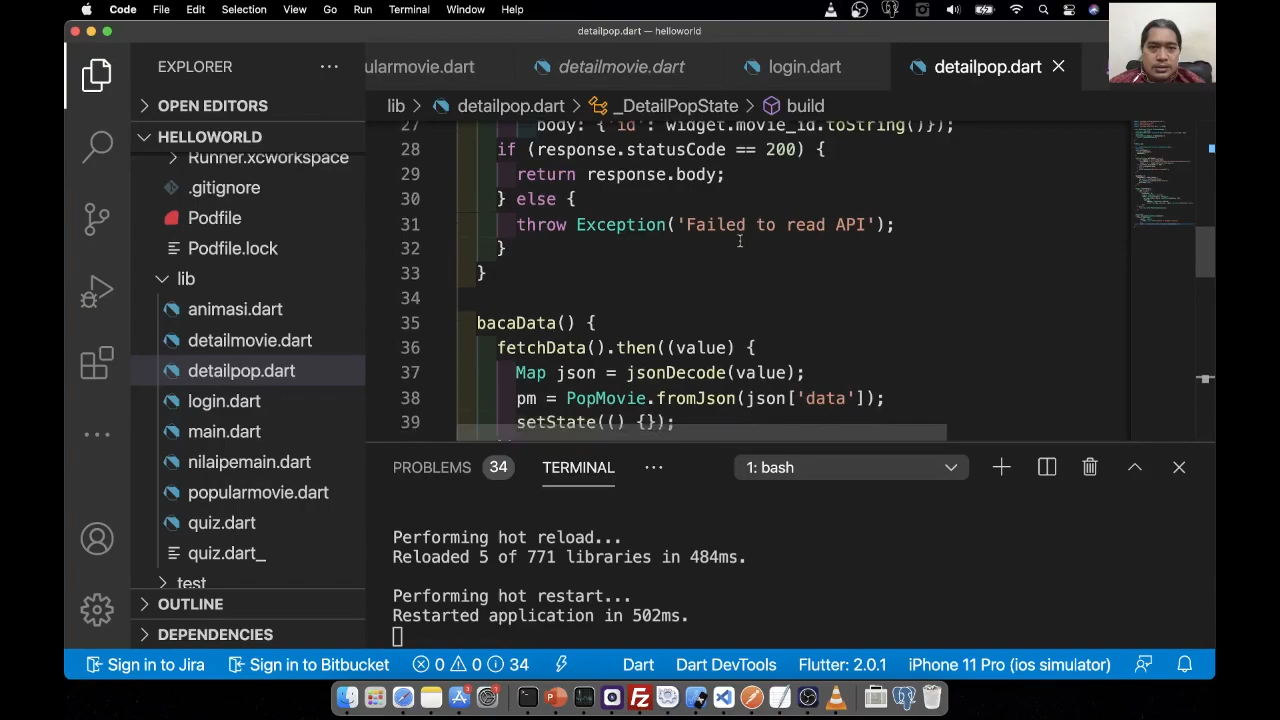 Code File Edit Selection View Go Run Terminal Window Help
detailpop.dart — helloworld
EXPLORER
ularmovie.dart detailmovie.dart login.dart detailpop.dart
OPEN EDITORS
lib > detailpop.dart > _DetailPopState > build
HELLOWORLD
Runner.xcworkspace
.gitignore
Podfile
Podfile.lock
lib
animasi.dart
detailmovie.dart
detailpop.dart
login.dart
main.dart
nilaipemain.dart
popularmovie.dart
quiz.dart
quiz.dart_
test
OUTLINE
DEPENDENCIES
27 body: {'id': widget.movie_id.toString()});
28 if (response.statusCode == 200) {
29 return response.body;
30 } else {
31 throw Exception('Failed to read API');
32 }
33 }
34
35 bacaData() {
36 fetchData().then((value) {
37 Map json = jsonDecode(value);
38 pm = PopMovie.fromJson(json['data']);
39 setState(() {});
PROBLEMS 34 TERMINAL ... 1: bash
Performing hot reload...
Reloaded 5 of 771 libraries in 484ms.
Performing hot restart...
Restarted application in 502ms.
Sign in to Jira Sign in to Bitbucket 0 0 34 Dart Dart DevTools Flutter: 2.0.1 iPhone 11 Pro (ios simulator)